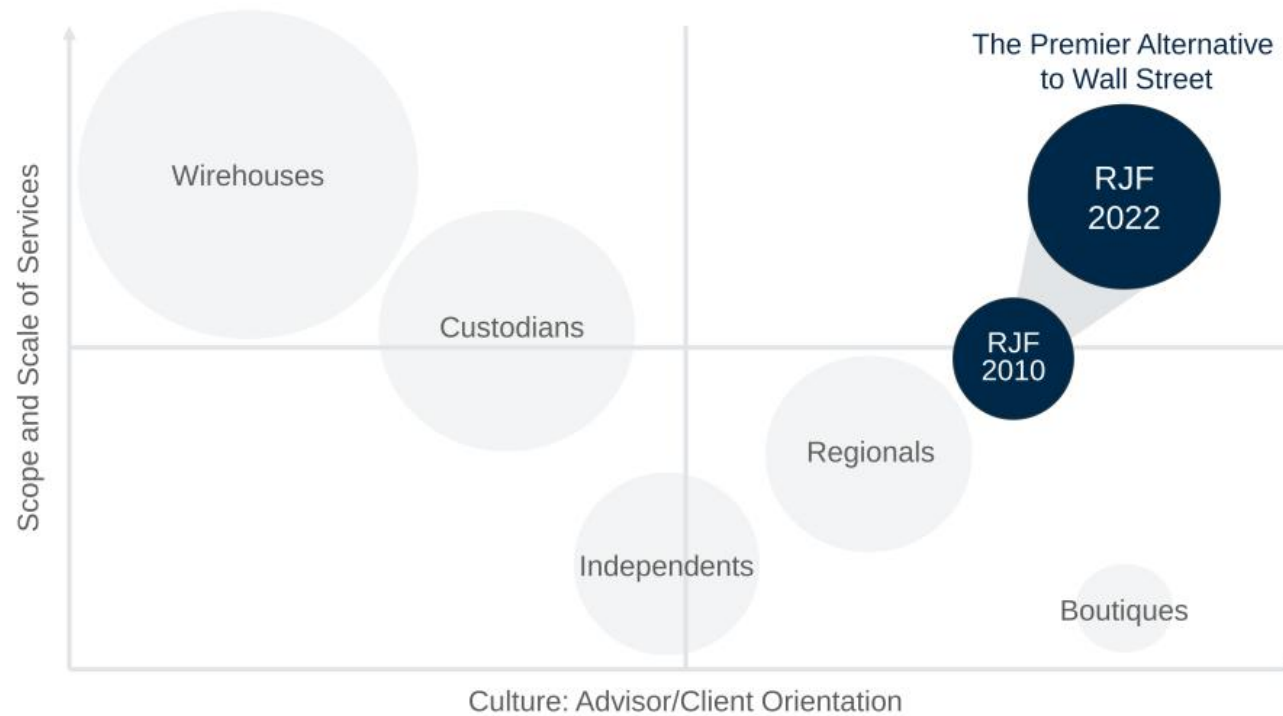 The Premier Alternative
to Wall Street
RJF
2022
Wirehouses
Custodians
RJF
2010
Regionals
Independents
Boutiques
Scope and Scale of Services
Culture: Advisor/Client Orientation